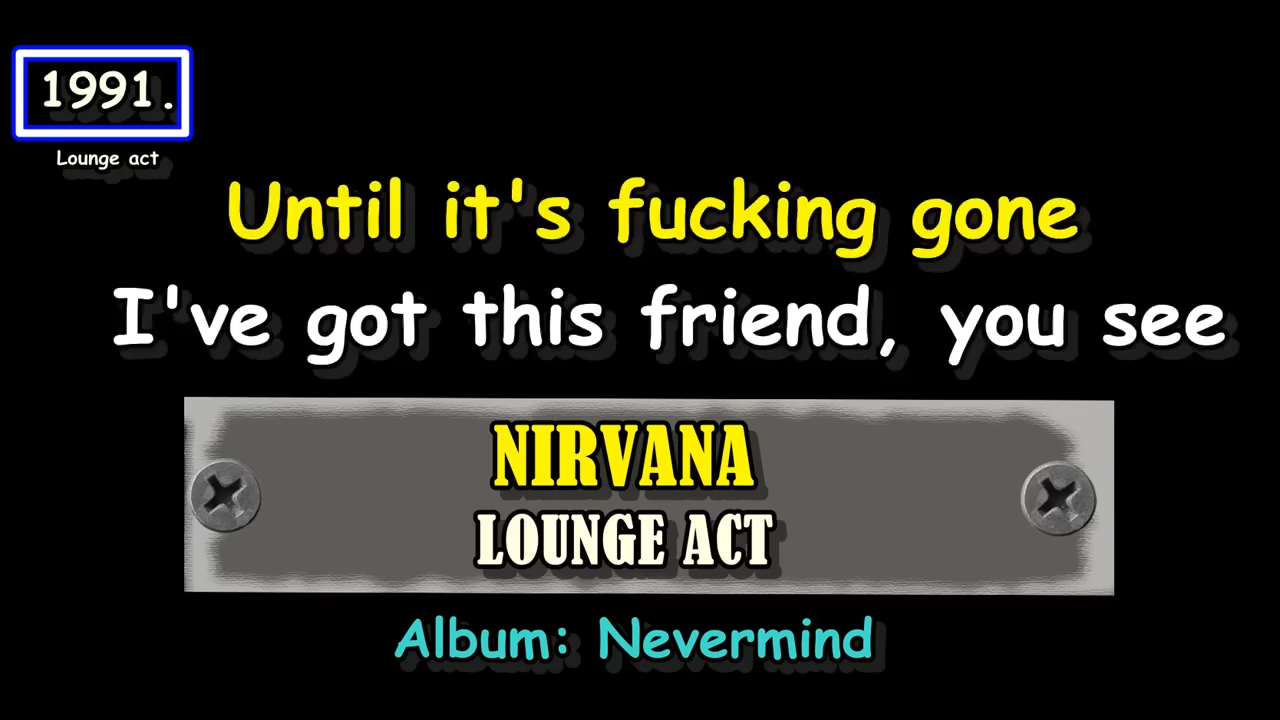 1991.
Lounge act
Until it's fucking gone
I've got this friend, you see
NIRVANA
LOUNGE ACT
Album: Nevermind